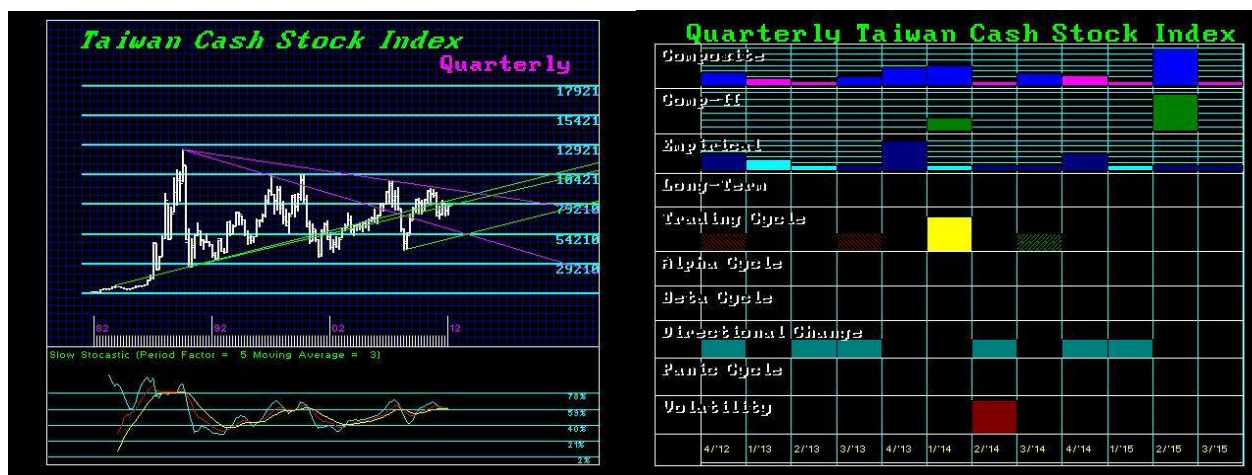 Taiwan Cash Stock Index
Quarterly
17921
15421
12921
10421
79210
54210
29210
82
92
02
12
Slow Stocastic (Period Factor = 5 Moving Average = 3)
78%
59%
40%
21%
2%
Quarterly Taiwan Cash Stock Index
Composite
Comp-II
Empirical
Long-Term
Trading Cycle
Alpha Cycle
Beta Cycle
Directional Change
Panic Cycle
Volatility
4/'12 1/'13 2/'13 3/'13 4/'13 1/'14 2/'14 3/'14 4/'14 1/'15 2/'15 3/'15